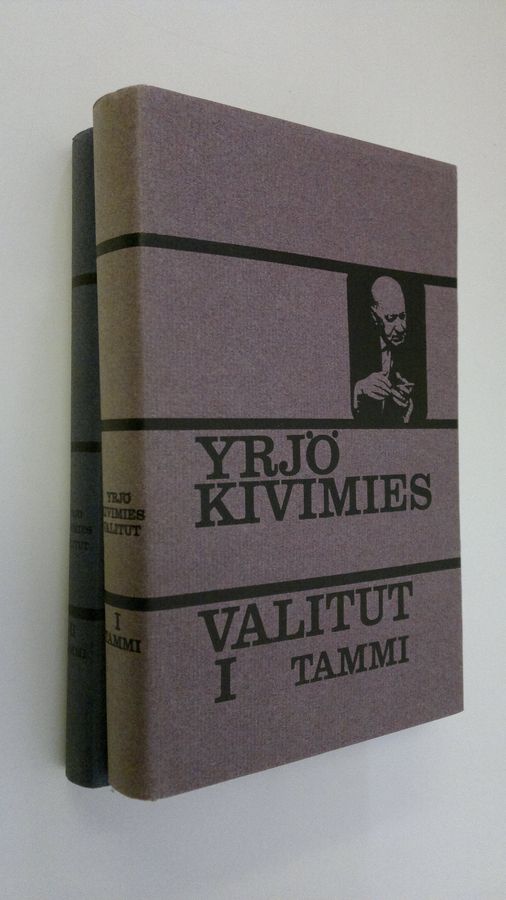 YRJÖ
KIVIMIES
VALITUT
I TAMMI
YRJÖ
KIVIMIES
VALITUT
I
TAMMI